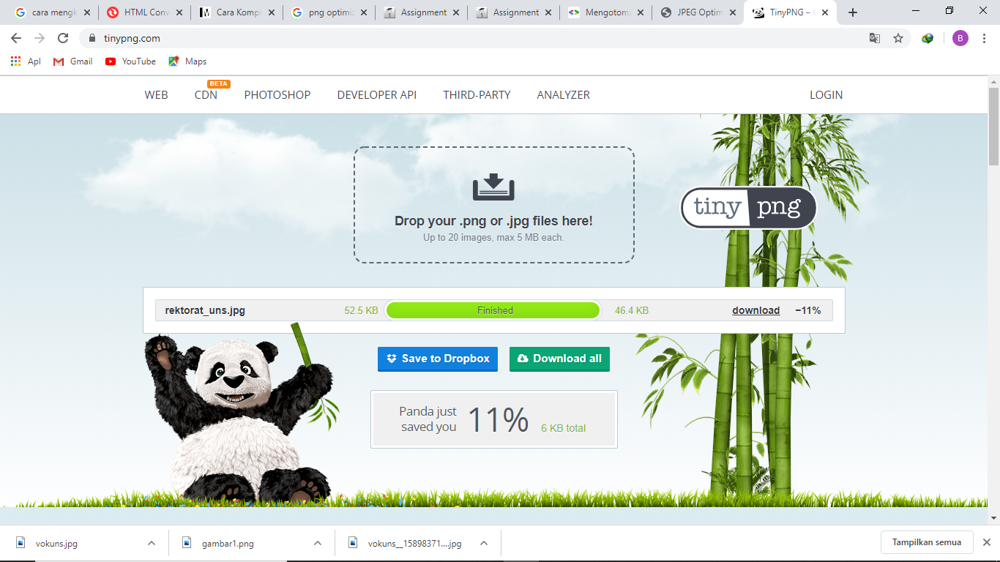 cara mengk
HTML Conv
Cara Kompr
png optimiz
Assignment
Assignment
Mengotoma
JPEG Optim
TinyPNG – C
tinypng.com
B
Apl
Gmail
YouTube
Maps
WEB
CDN
BETA
PHOTOSHOP
DEVELOPER API
THIRD-PARTY
ANALYZER
LOGIN
Drop your .png or .jpg files here!
Up to 20 images, max 5 MB each.
tiny png
rektorat_uns.jpg 52.5 KB Finished 46.4 KB download −11%
Save to Dropbox
Download all
Panda just
saved you
11%
6 KB total
vokuns.jpg
gambar1.png
vokuns__15898371....jpg
Tampilkan semua